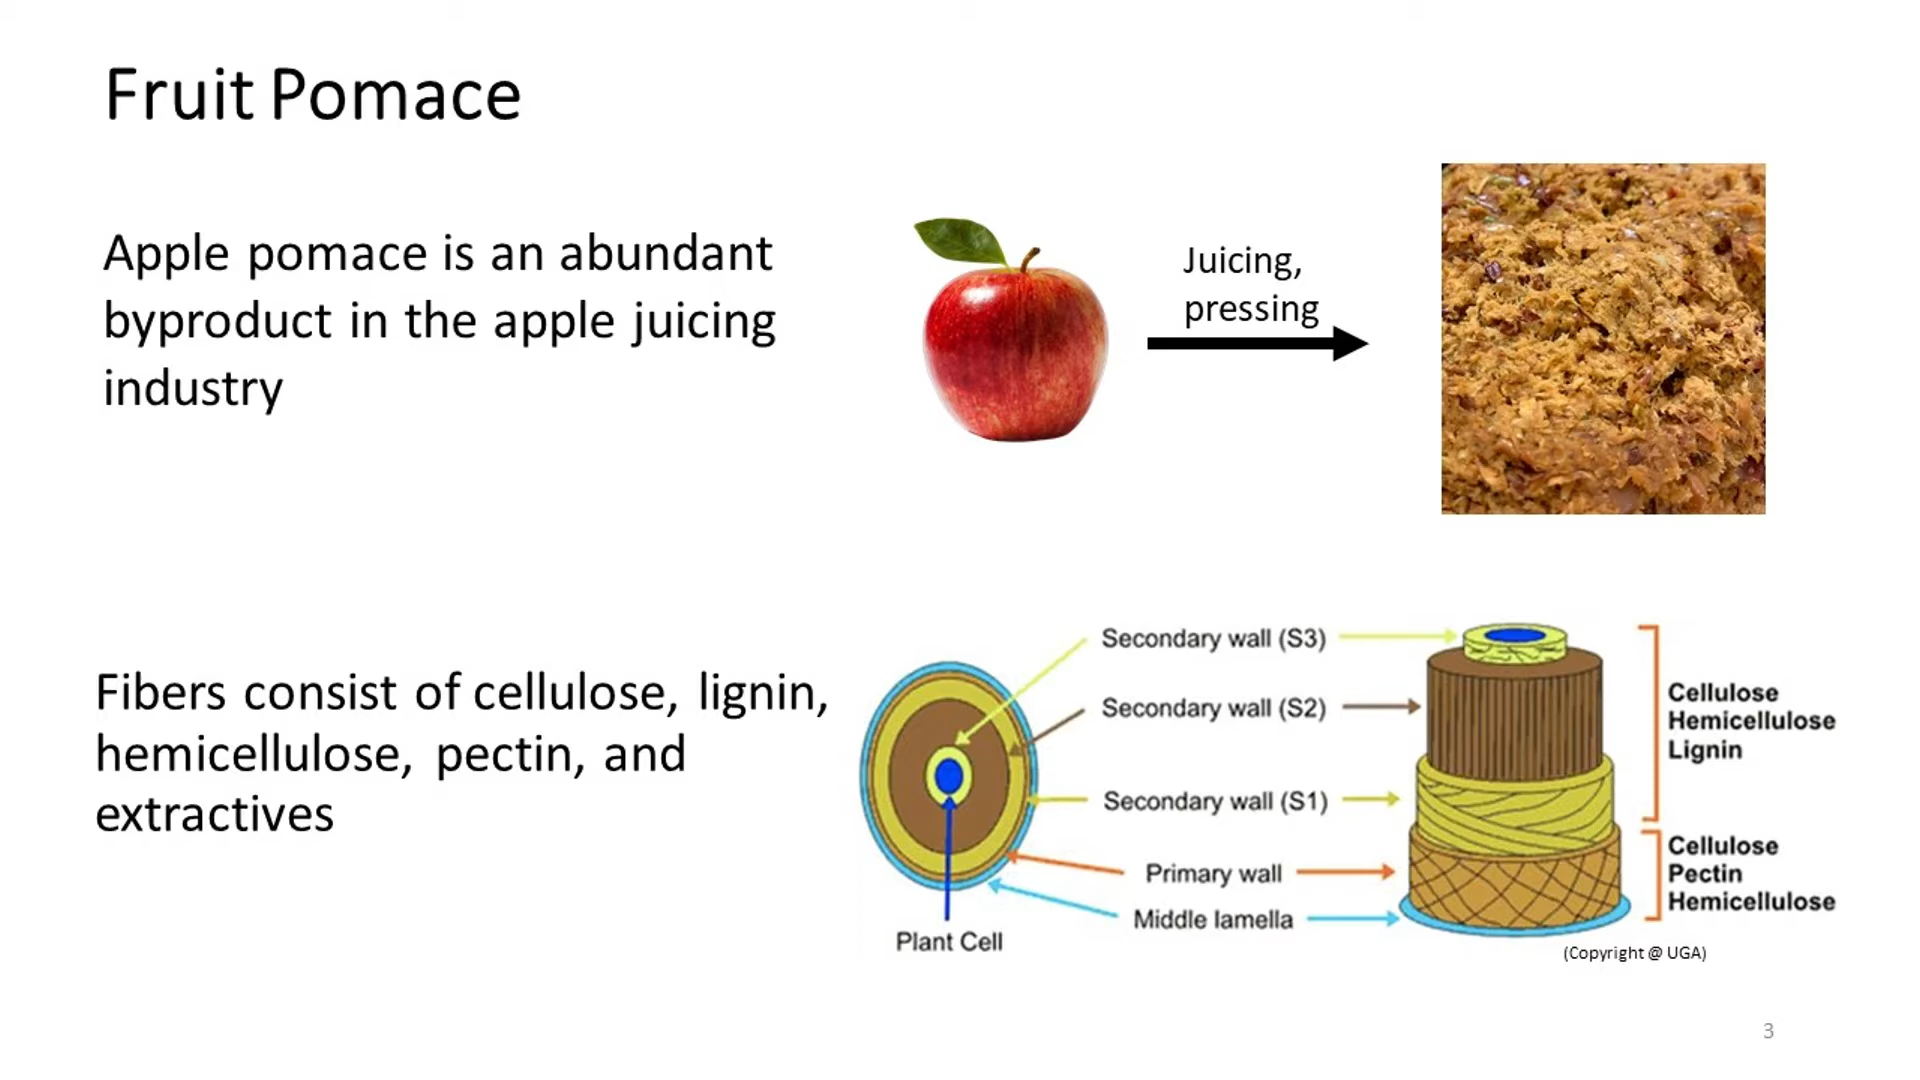 Fruit Pomace
Apple pomace is an abundant
byproduct in the apple juicing
industry
Juicing,
pressing
Fibers consist of cellulose, lignin,
hemicellulose, pectin, and
extractives
Secondary wall (S3)
Secondary wall (S2)
Secondary wall (S1)
Primary wall
Middle lamella
Plant Cell
Cellulose
Hemicellulose
Lignin
Cellulose
Pectin
Hemicellulose
(Copyright @ UGA)
3